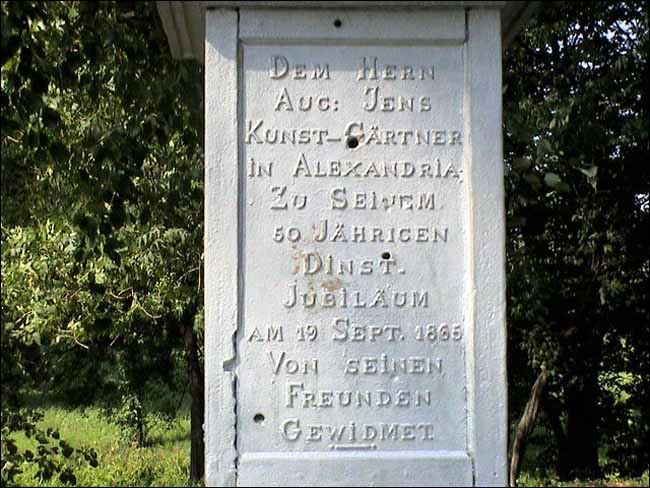 Dem Hern
Aug: Jens
Kunst-Gärtner
in Alexandria
Zu Seinem
50 Jährigen
Dinst.
Jubiläum
am 19 Sept. 1865
Von seinen
Freunden
Gewidmet.